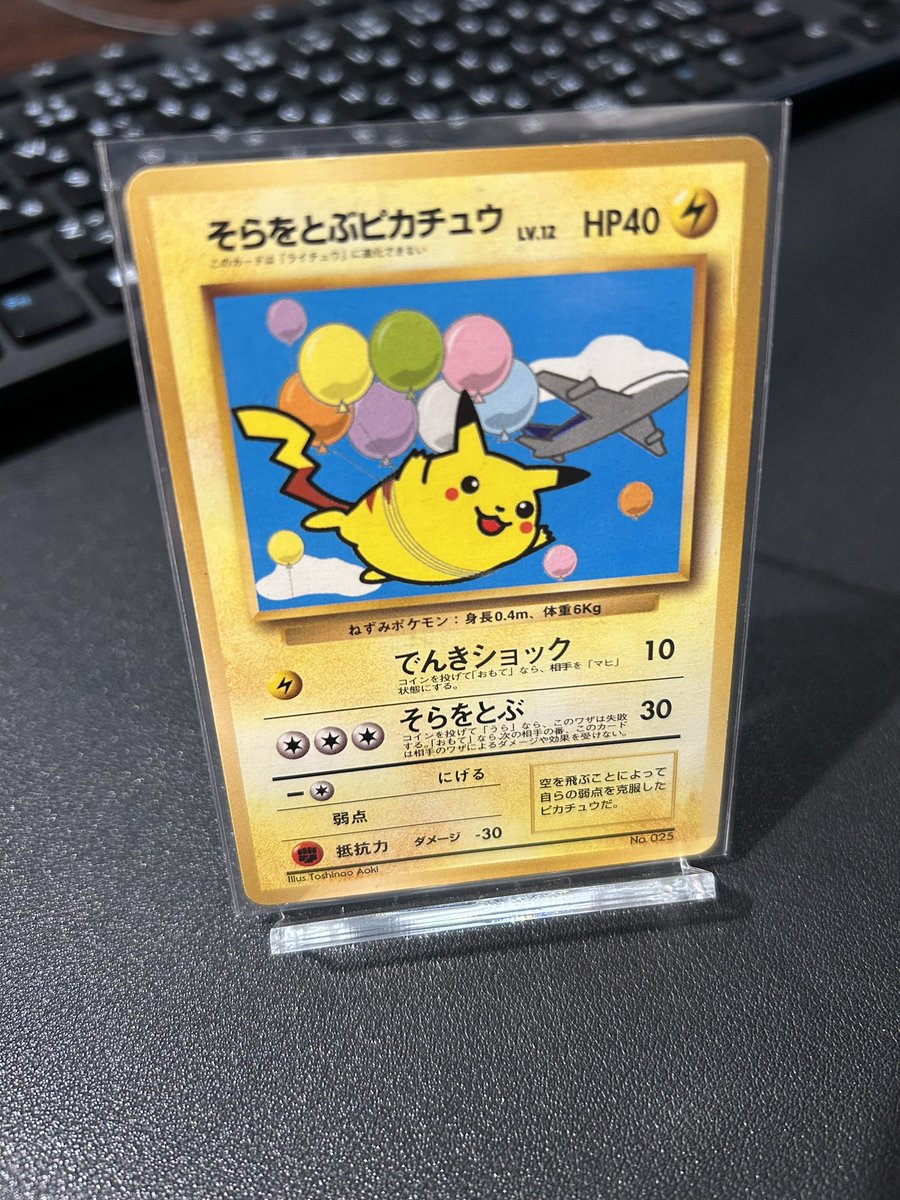 そらをとぶピカチュウ LV.12 HP40
このカードは「ライチュウ」に進化できない
ねずみポケモン：身長0.4m、体重6Kg
でんきショック 10
コインを投げて「おもて」なら、相手を「マヒ」
状態にする。
そらをとぶ 30
コインを投げて「うら」なら、このワザは失敗
する。「おもて」なら次の相手の番、このカード
は相手のワザによるダメージや効果を受けない。
にげる
弱点
抵抗力 ダメージ -30
空を飛ぶことによって
自らの弱点を克服した
ピカチュウだ。
Illus.Toshinao Aoki
No. 025